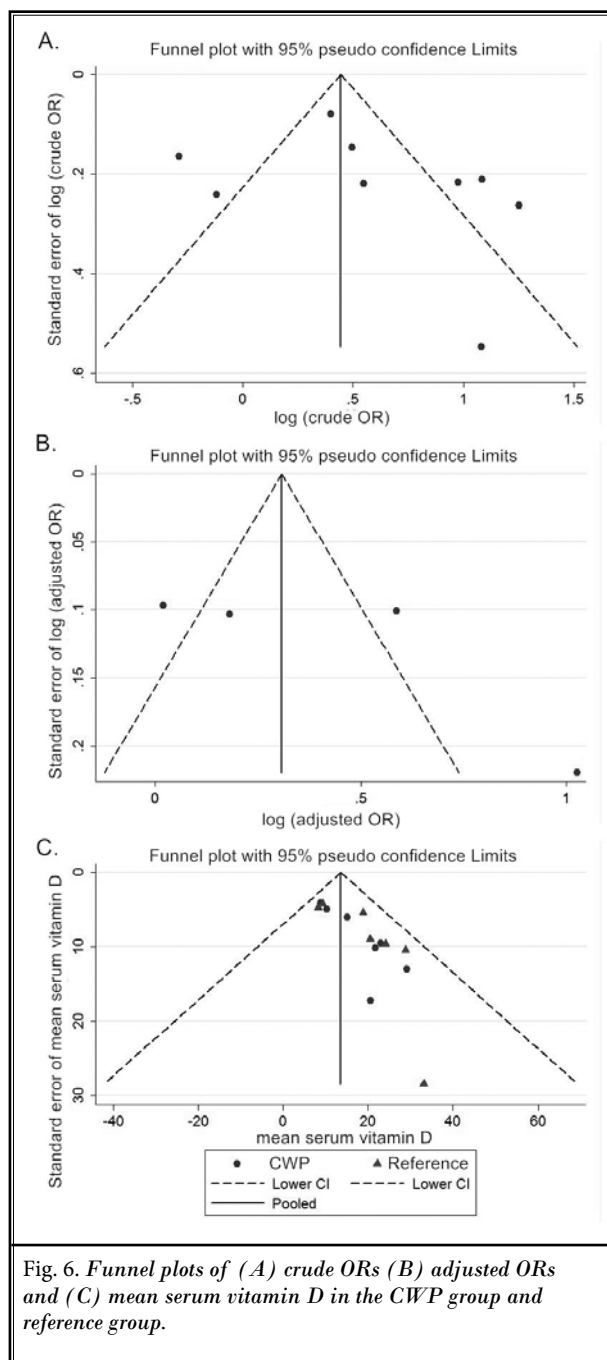 A.
Funnel plot with 95% pseudo confidence Limits
Standard error of log (crude OR)
0
.2
.4
.6
-.5
0
.5
1
1.5
log (crude OR)
B.
Funnel plot with 95% pseudo confidence Limits
Standard error of log (adjusted OR)
0
.05
.1
.15
.2
0
.5
1
log (adjusted OR)
C.
Funnel plot with 95% pseudo confidence Limits
Standard error of mean serum vitamin D
0
10
20
30
-40
-20
0
20
40
60
mean serum vitamin D
CWP Reference
Lower CI Lower CI
Pooled
Fig. 6. Funnel plots of (A) crude ORs (B) adjusted ORs
and (C) mean serum vitamin D in the CWP group and
reference group.